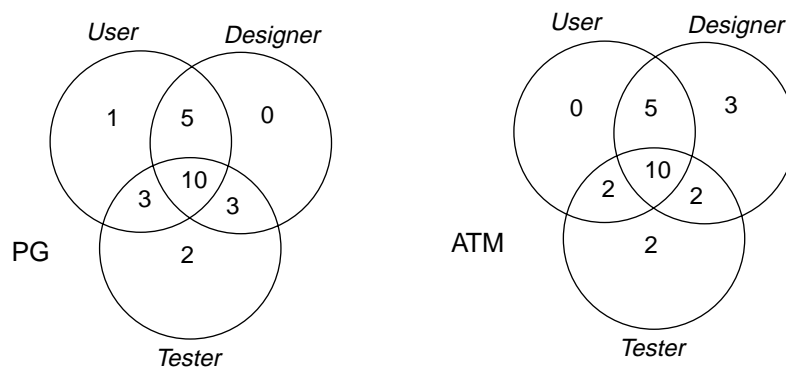 User Designer
1 5 0
10
3 3
PG 2
Tester
User Designer
0 5 3
10
2 2
ATM 2
Tester